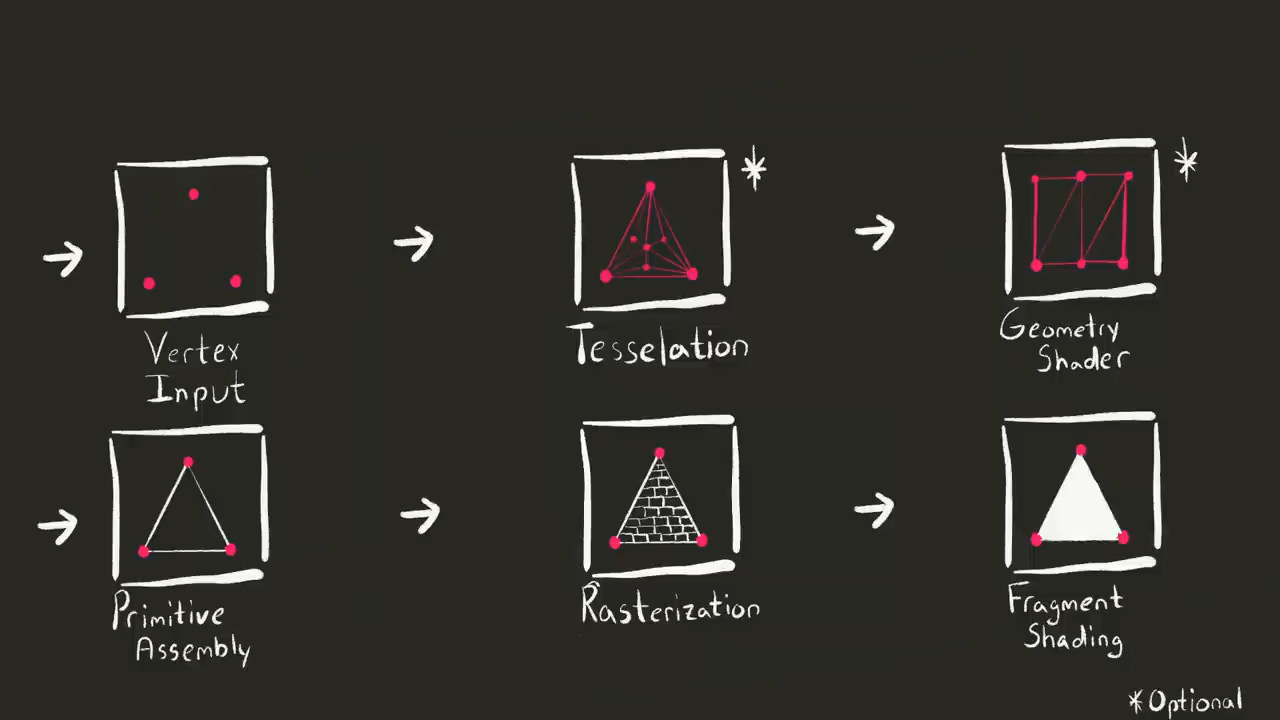 *
*
Vertex
Input
Tesselation
Geometry
Shader
Primitive
Assembly
Rasterization
Fragment
Shading
*Optional